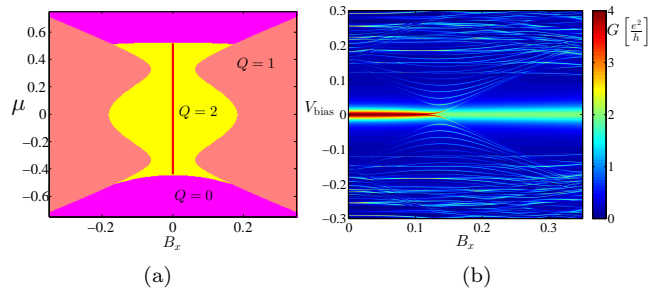 0.6
0.4
0.2
μ 0
−0.2
−0.4
−0.6
−0.2 0 0.2
B_x
Q = 1
Q = 2
Q = 0
(a)
0.3
0.2
0.1
V_bias 0
−0.1
−0.2
−0.3
0 0.1 0.2 0.3
B_x
G [e²/h]
4
3
2
1
0
(b)